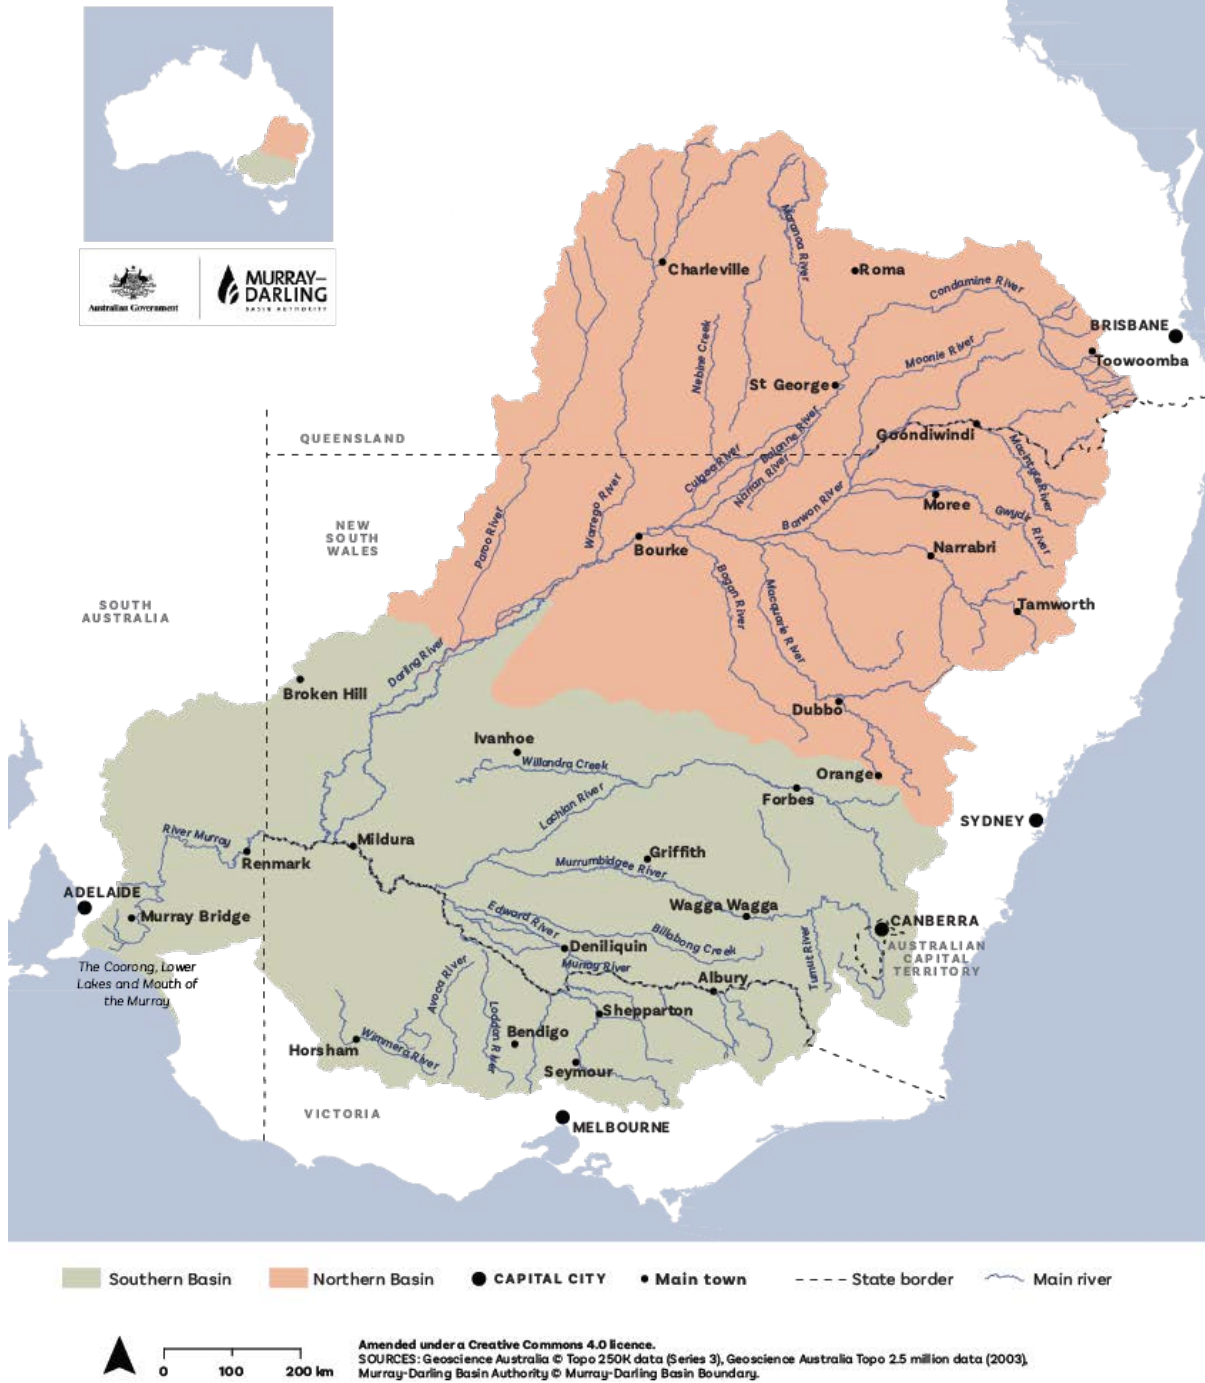 Australian Government
MURRAY–
DARLING
BASIN AUTHORITY
Maranoa River
Charleville
Roma
Condamine River
BRISBANE
Toowoomba
Nebine Creek
Moonie River
St George
QUEENSLAND
Goondiwindi
Culgoa River
Balonne River
Narran River
Macintyre River
Warrego River
Paroo River
Barwon River
Moree
Gwydir River
NEW
SOUTH
WALES
Bourke
Narrabri
Bogan River
Macquarie River
Tamworth
SOUTH
AUSTRALIA
Darling River
Broken Hill
Dubbo
Ivanhoe
Willandra Creek
Orange
Forbes
Lachlan River
SYDNEY
River Murray
Mildura
Renmark
Griffith
Murrumbidgee River
ADELAIDE
Murray Bridge
Wagga Wagga
Edward River
CANBERRA
Billabong Creek
Deniliquin
AUSTRALIAN
CAPITAL
TERRITORY
Tumut River
The Coorong, Lower
Lakes and Mouth of
the Murray
Murray River
Albury
Avoca River
Shepparton
Loddon River
Bendigo
Horsham
Wimmera River
Seymour
VICTORIA
MELBOURNE
Southern Basin
Northern Basin
CAPITAL CITY
Main town
State border
Main river
0 100 200 km
Amended under a Creative Commons 4.0 licence.
SOURCES: Geoscience Australia © Topo 250K data (Series 3), Geoscience Australia Topo 2.5 million data (2003),
Murray-Darling Basin Authority © Murray-Darling Basin Boundary.